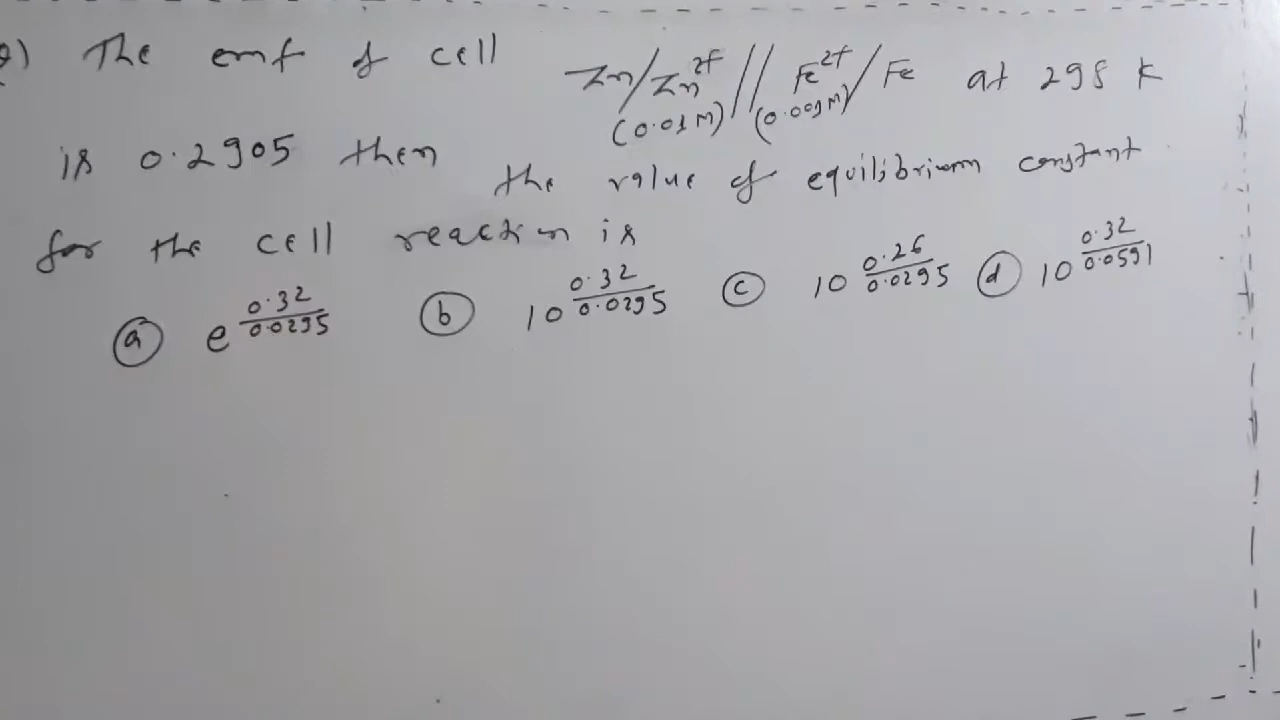 Q) The emf of cell Zn/Zn²⁺ // Fe²⁺/Fe at 298 K
(0.01M) (0.001M)
is 0.2905 then the value of equilibrium constant
for the cell reaction is
ⓐ e^(0.32/0.0295) ⓑ 10^(0.32/0.0295) ⓒ 10^(0.26/0.0295) ⓓ 10^(0.32/0.0591)